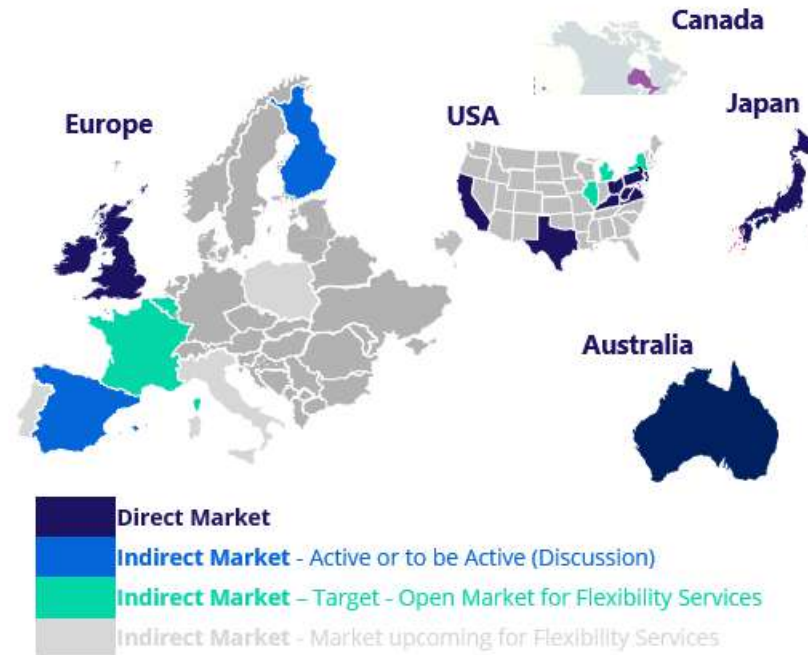 Canada
Europe
USA
Japan
Australia
Direct Market
Indirect Market - Active or to be Active (Discussion)
Indirect Market – Target - Open Market for Flexibility Services
Indirect Market - Market upcoming for Flexibility Services